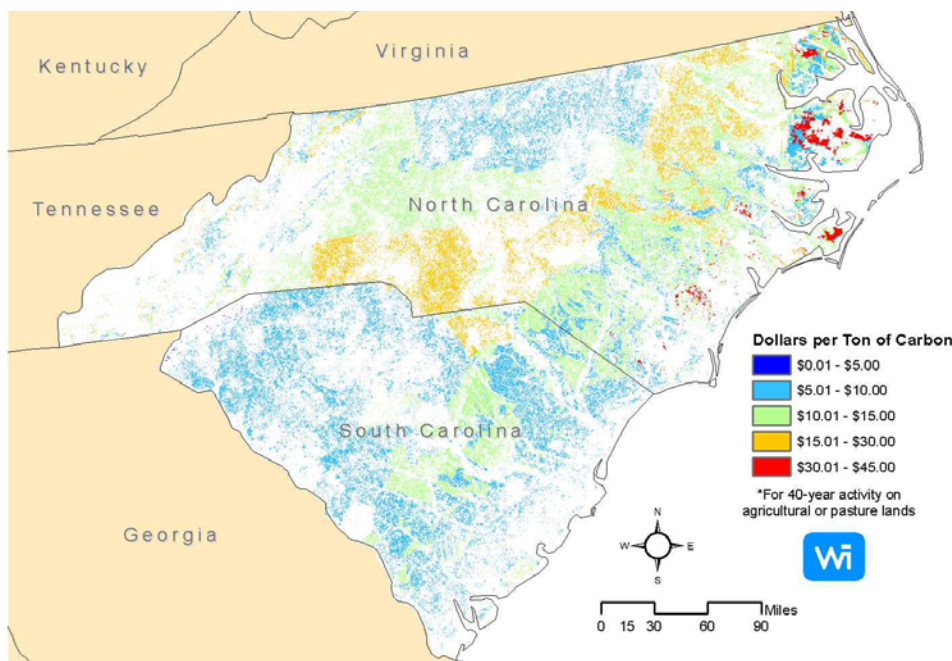 Virginia
Kentucky
Tennessee
North Carolina
South Carolina
Georgia
Dollars per Ton of Carbon
$0.01 - $5.00
$5.01 - $10.00
$10.01 - $15.00
$15.01 - $30.00
$30.01 - $45.00
*For 40-year activity on
agricultural or pasture lands
N
W E
S
Wi
Miles
0 15 30 60 90